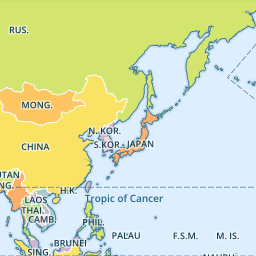 RUS.
MONG.
N. KOR.
S.KOR.
JAPAN
CHINA
UTAN
NG.
H.K.
Tropic of Cancer
LAOS
THAI.
CAMB.
PHIL.
PALAU
F.S.M.
M. IS.
BRUNEI
SING.
NAURU